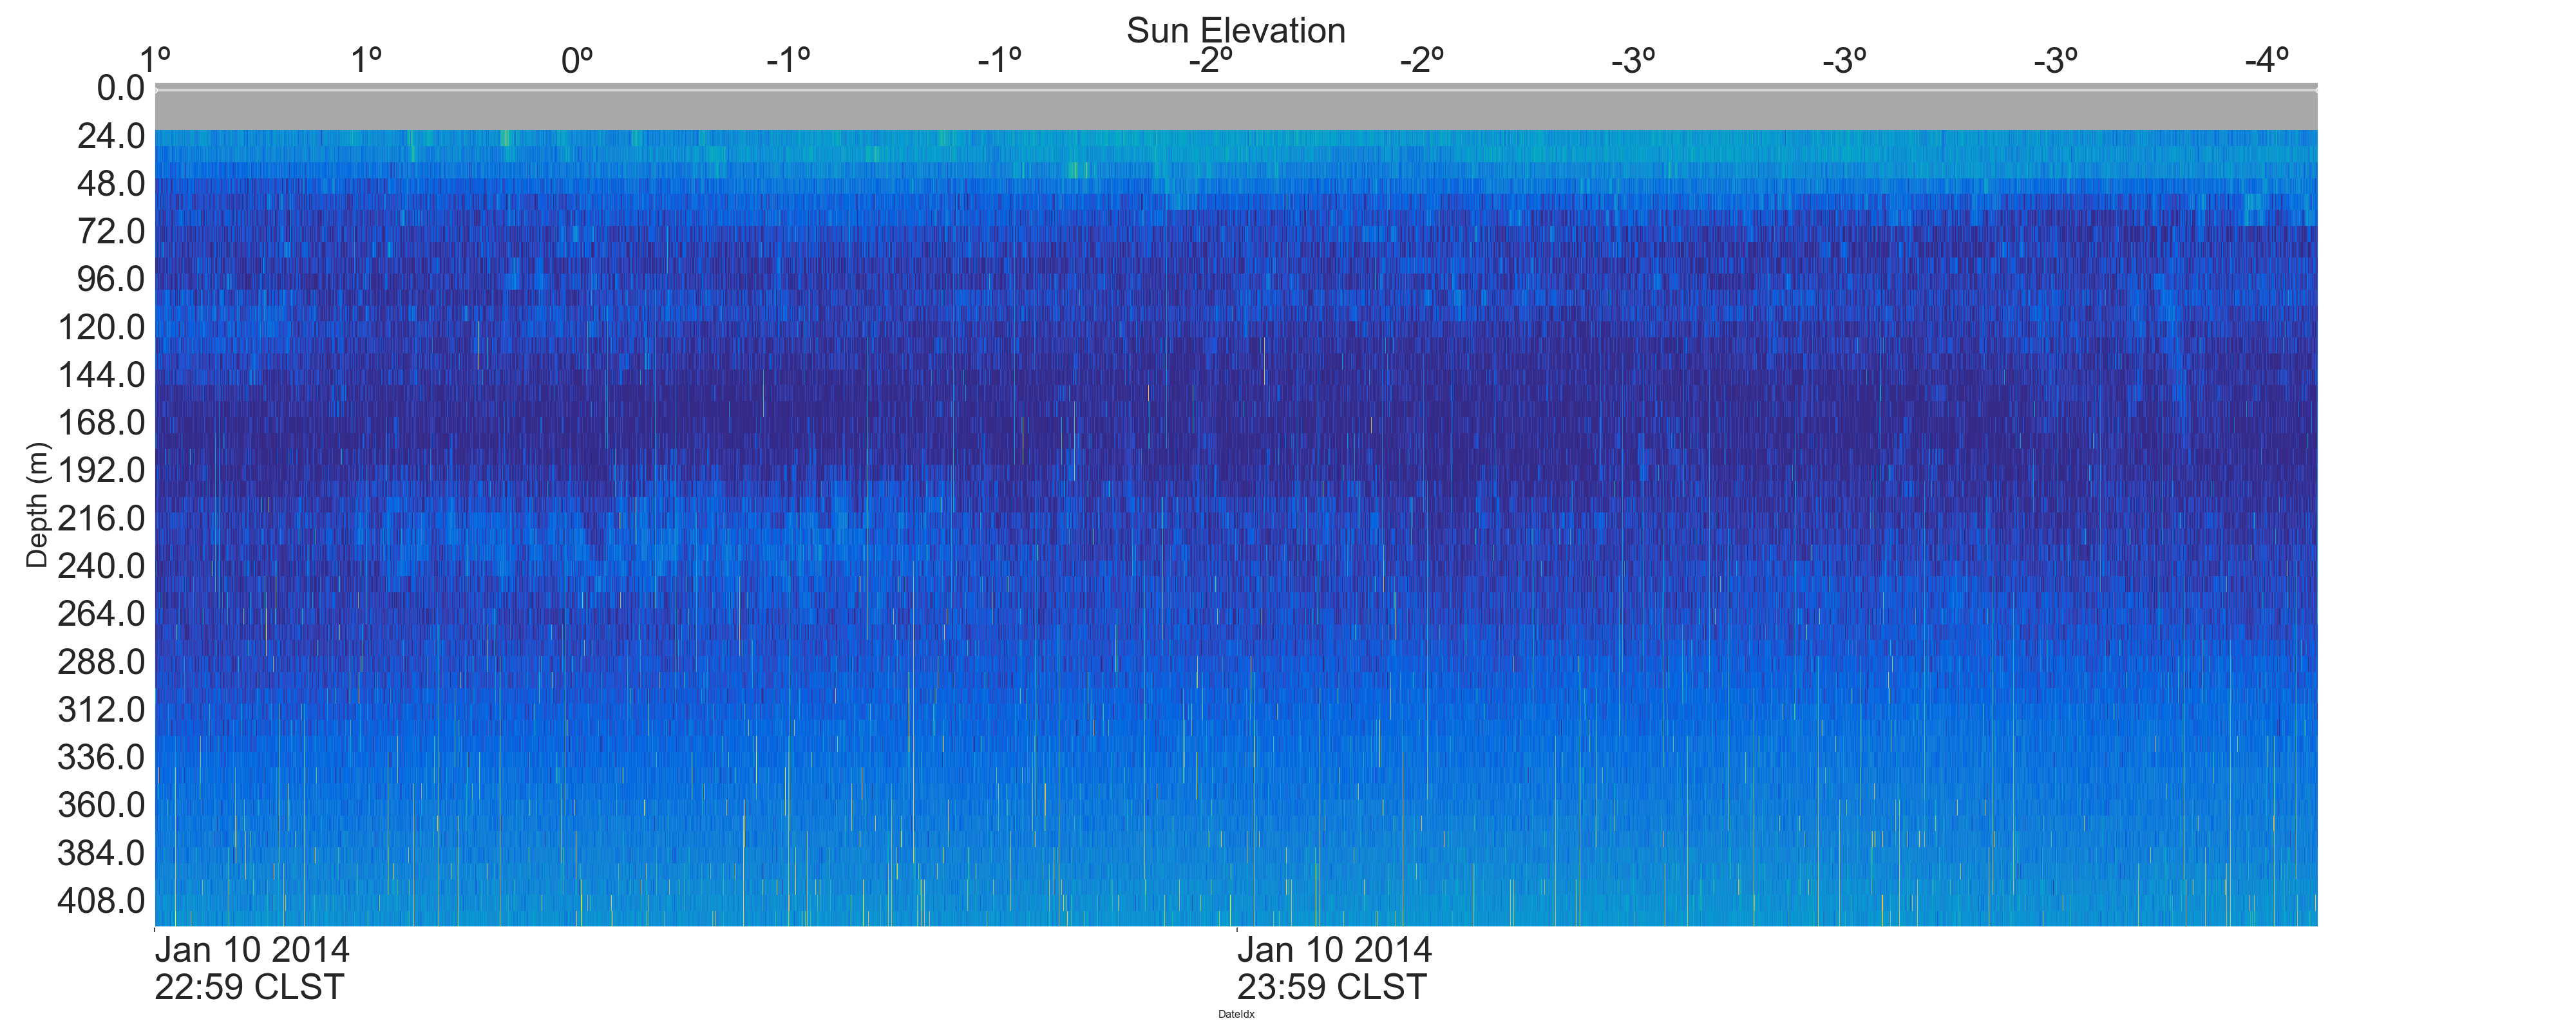 Sun Elevation
1º 1º 0º -1º -1º -2º -2º -3º -3º -3º -4º
0.0
24.0
48.0
72.0
96.0
120.0
144.0
168.0
192.0
216.0
240.0
264.0
288.0
312.0
336.0
360.0
384.0
408.0
Depth (m)
Jan 10 2014
22:59 CLST
Jan 10 2014
23:59 CLST
DateIdx